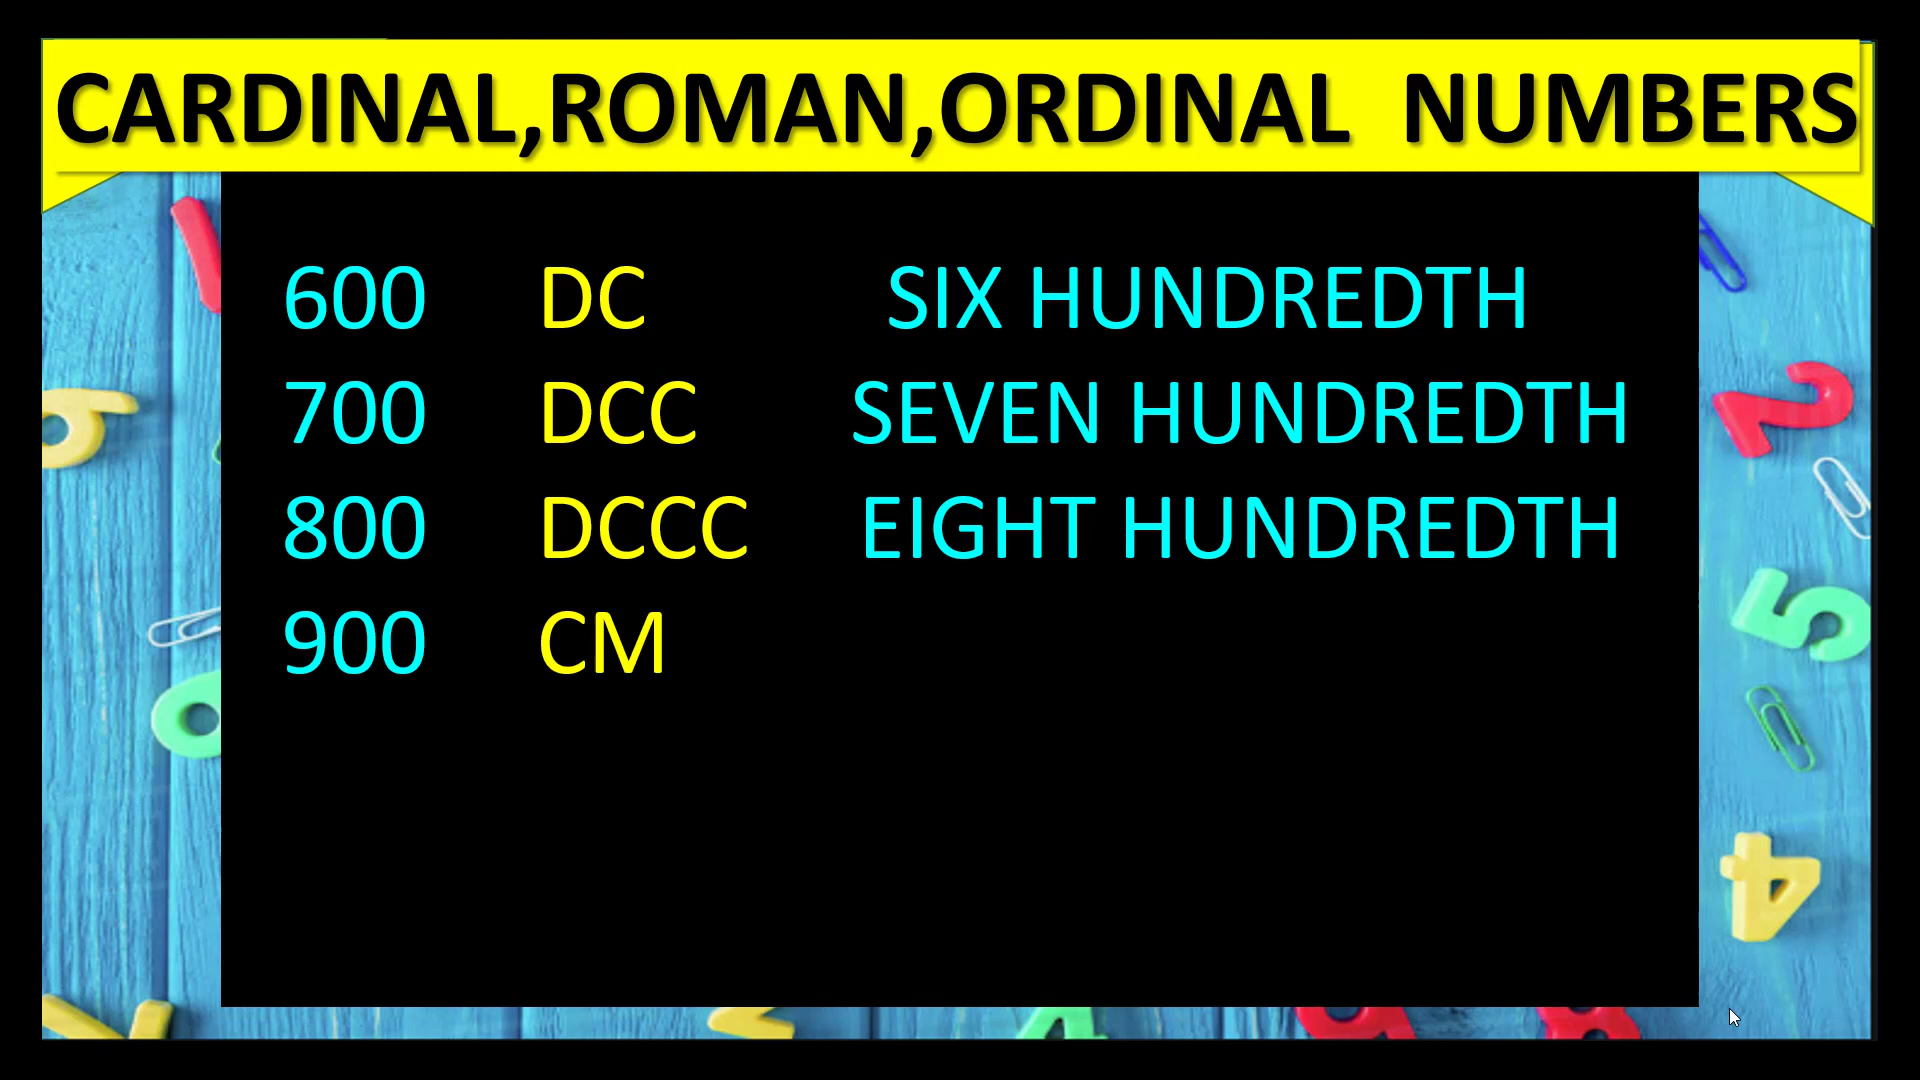 CARDINAL,ROMAN,ORDINAL NUMBERS
600 DC SIX HUNDREDTH
700 DCC SEVEN HUNDREDTH
800 DCCC EIGHT HUNDREDTH
900 CM